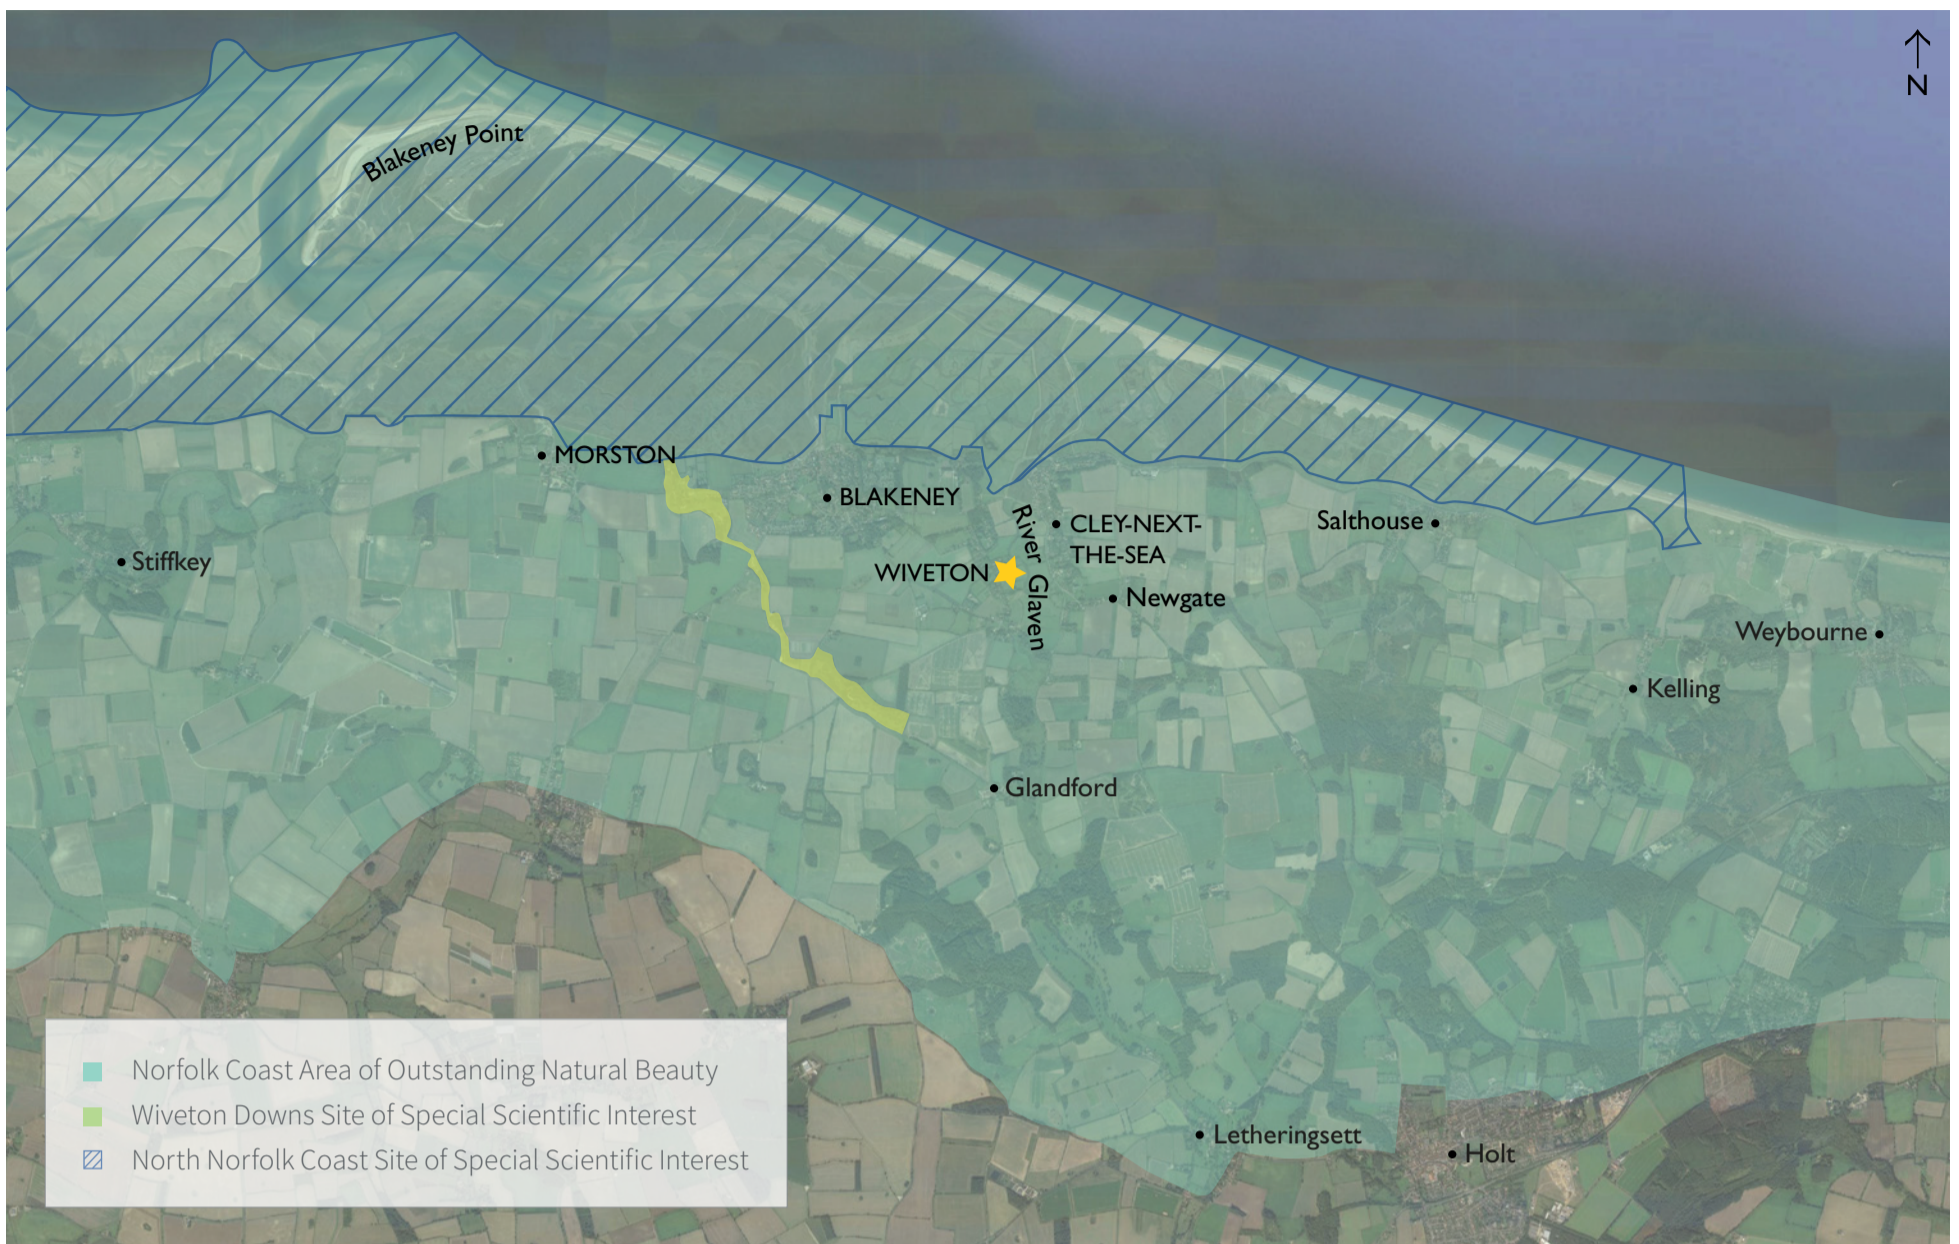 N
Blakeney Point
MORSTON
BLAKENEY
River Glaven
CLEY-NEXT-
THE-SEA
Salthouse
Stiffkey
WIVETON
Newgate
Weybourne
Kelling
Glandford
Letheringsett
Holt
Norfolk Coast Area of Outstanding Natural Beauty
Wiveton Downs Site of Special Scientific Interest
North Norfolk Coast Site of Special Scientific Interest